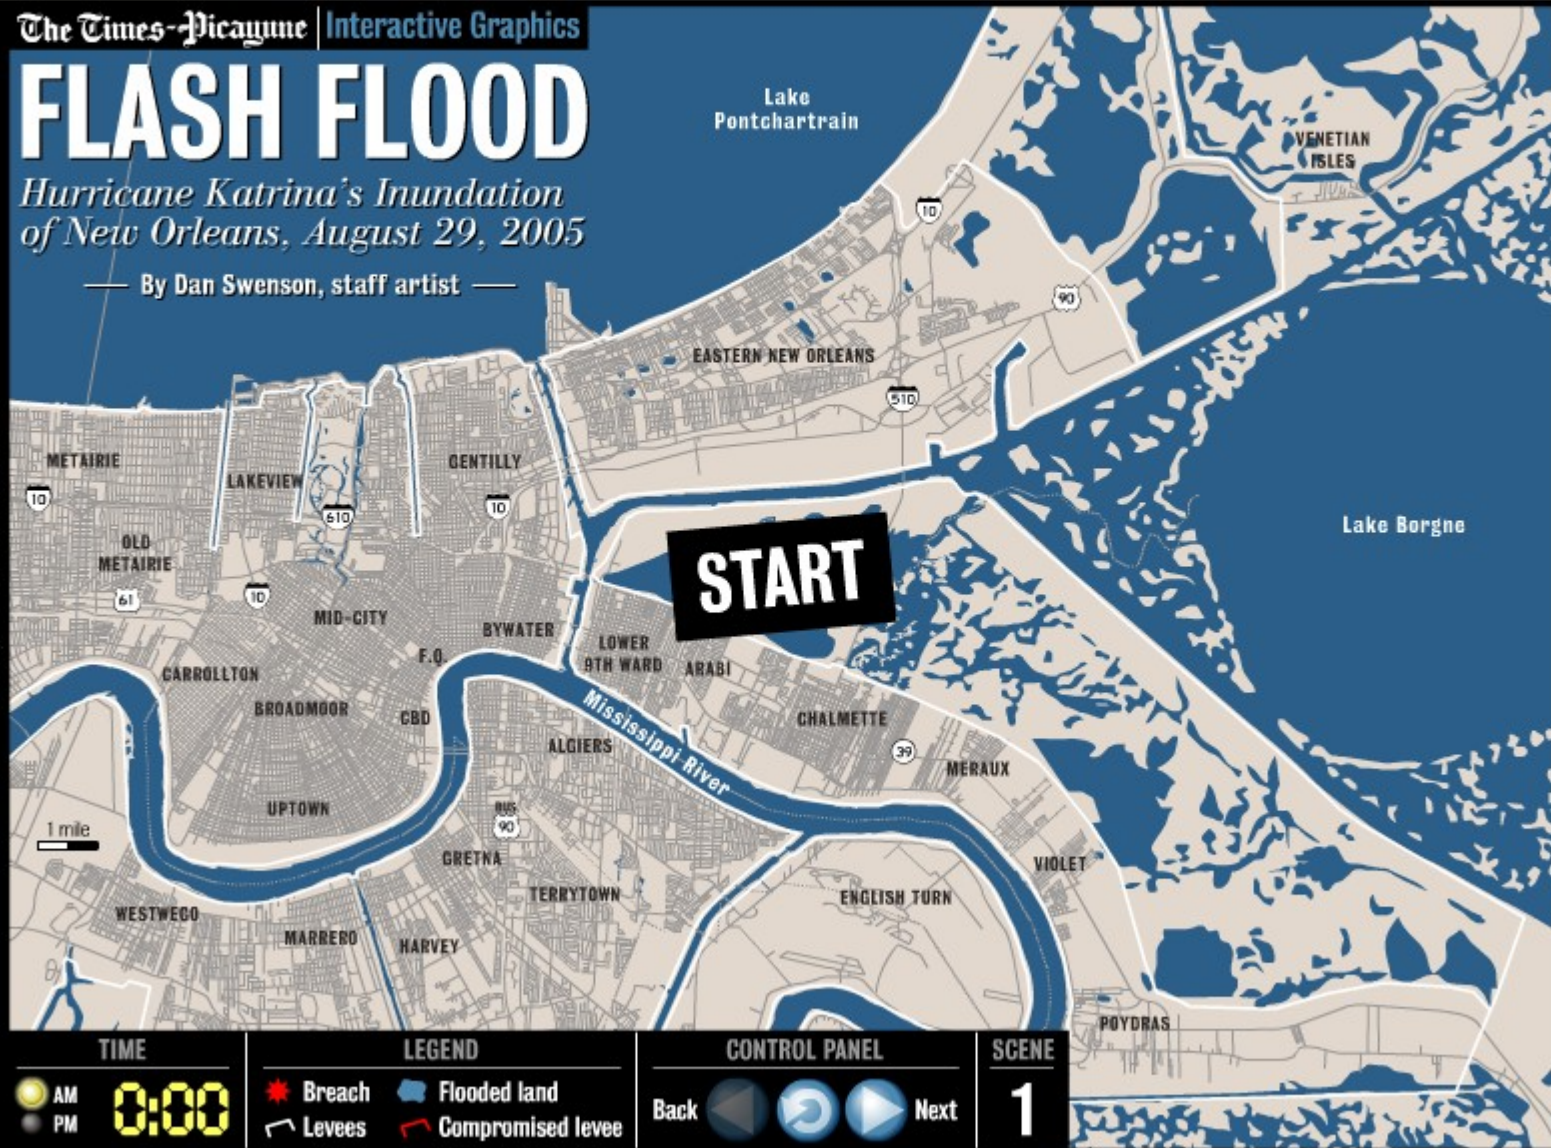 The Times-Picayune | Interactive Graphics
FLASH FLOOD
Hurricane Katrina's Inundation
of New Orleans, August 29, 2005
By Dan Swenson, staff artist
Lake
Pontchartrain
VENETIAN
ISLES
10
90
EASTERN NEW ORLEANS
510
METAIRIE
LAKEVIEW
GENTILLY
10
610
10
Lake Borgne
OLD
METAIRIE
START
61
10
MID-CITY
BYWATER
LOWER
9TH WARD
ARABI
F.Q.
CARROLLTON
BROADMOOR
CBD
Mississippi River
CHALMETTE
ALGIERS
39
MERAUX
UPTOWN
BUS
90
1 mile
GRETNA
VIOLET
TERRYTOWN
ENGLISH TURN
WESTWEGO
MARRERO
HARVEY
POYDRAS
TIME
AM
PM
0:00
LEGEND
Breach
Flooded land
Levees
Compromised levee
CONTROL PANEL
Back
Next
SCENE
1